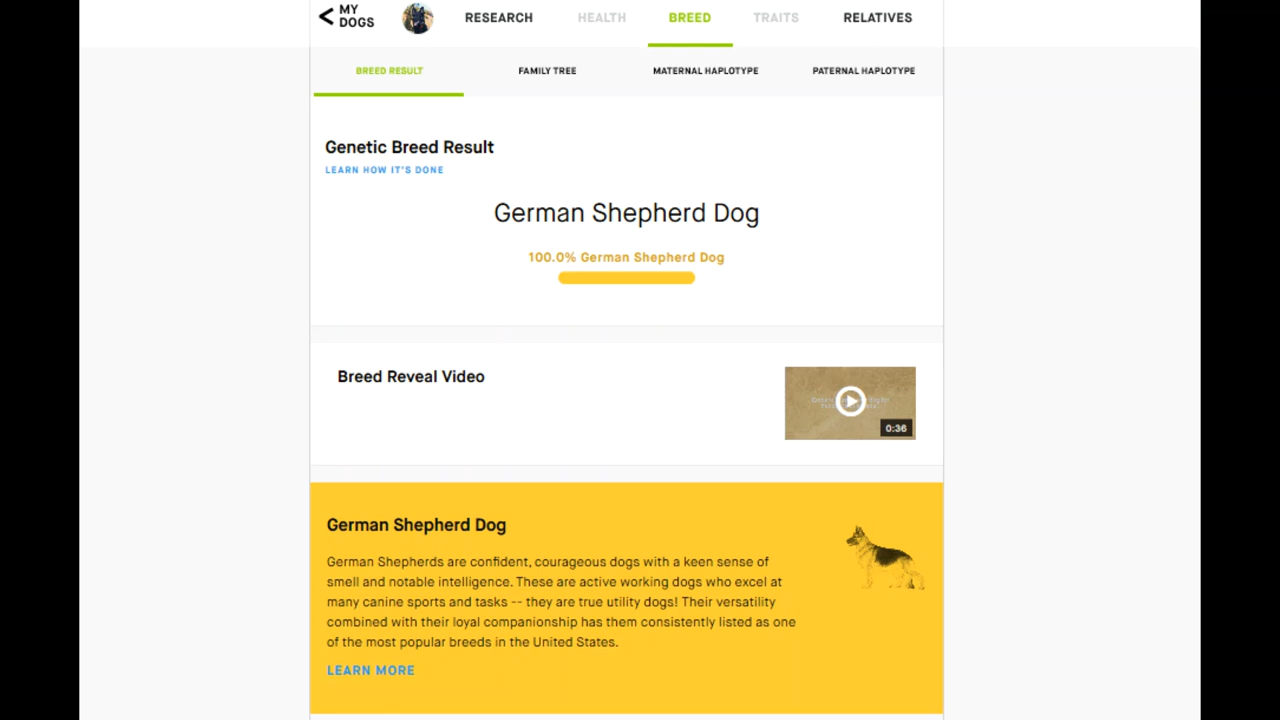 MY
DOGS
RESEARCH
HEALTH
BREED
TRAITS
RELATIVES
BREED RESULT
FAMILY TREE
MATERNAL HAPLOTYPE
PATERNAL HAPLOTYPE
Genetic Breed Result
LEARN HOW IT'S DONE
German Shepherd Dog
100.0% German Shepherd Dog
Breed Reveal Video
0:36
German Shepherd Dog
German Shepherds are confident, courageous dogs with a keen sense of
smell and notable intelligence. These are active working dogs who excel at
many canine sports and tasks -- they are true utility dogs! Their versatility
combined with their loyal companionship has them consistently listed as one
of the most popular breeds in the United States.
LEARN MORE